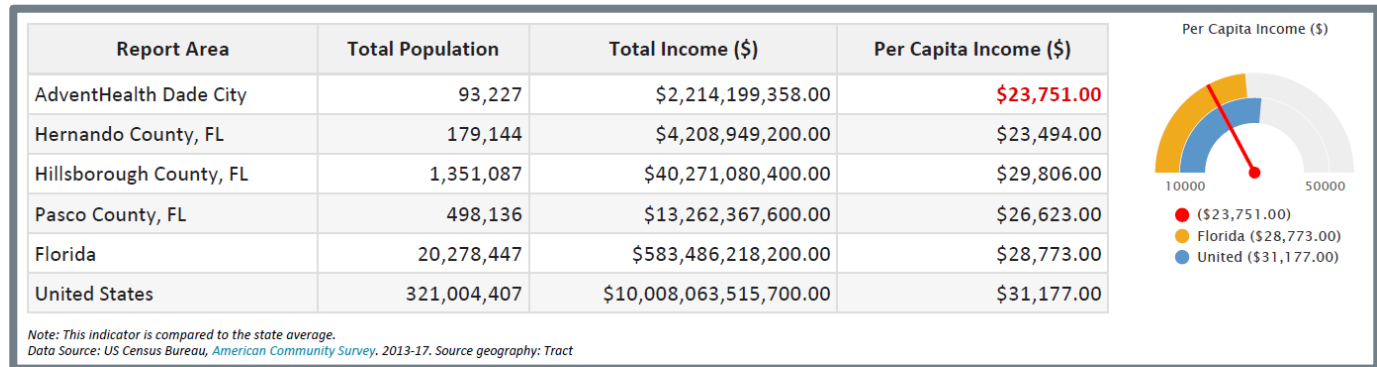 Report Area Total Population Total Income ($) Per Capita Income ($)
AdventHealth Dade City 93,227 $2,214,199,358.00 $23,751.00
Hernando County, FL 179,144 $4,208,949,200.00 $23,494.00
Hillsborough County, FL 1,351,087 $40,271,080,400.00 $29,806.00
Pasco County, FL 498,136 $13,262,367,600.00 $26,623.00
Florida 20,278,447 $583,486,218,200.00 $28,773.00
United States 321,004,407 $10,008,063,515,700.00 $31,177.00
Note: This indicator is compared to the state average.
Data Source: US Census Bureau, American Community Survey. 2013-17. Source geography: Tract
Per Capita Income ($)
10000 50000
($23,751.00)
Florida ($28,773.00)
United ($31,177.00)